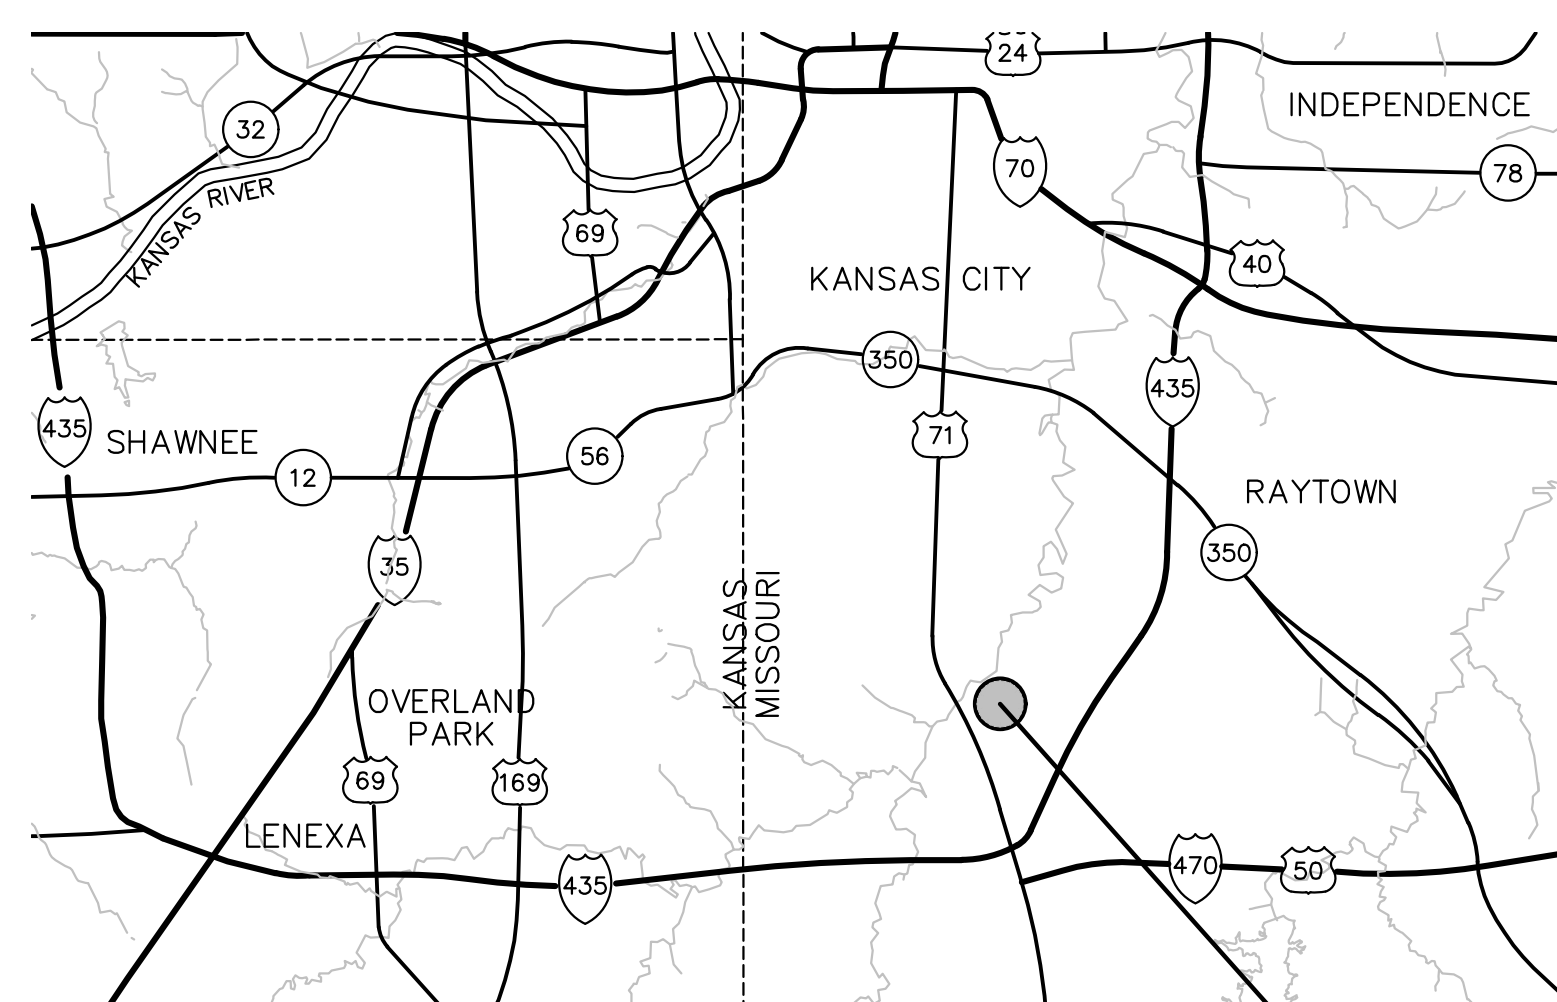 24
INDEPENDENCE
32
70
78
KANSAS RIVER
69
40
KANSAS CITY
350
435
435
SHAWNEE
71
12
56
RAYTOWN
35
350
KANSAS
MISSOURI
OVERLAND
PARK
69
169
LENEXA
435
470
50